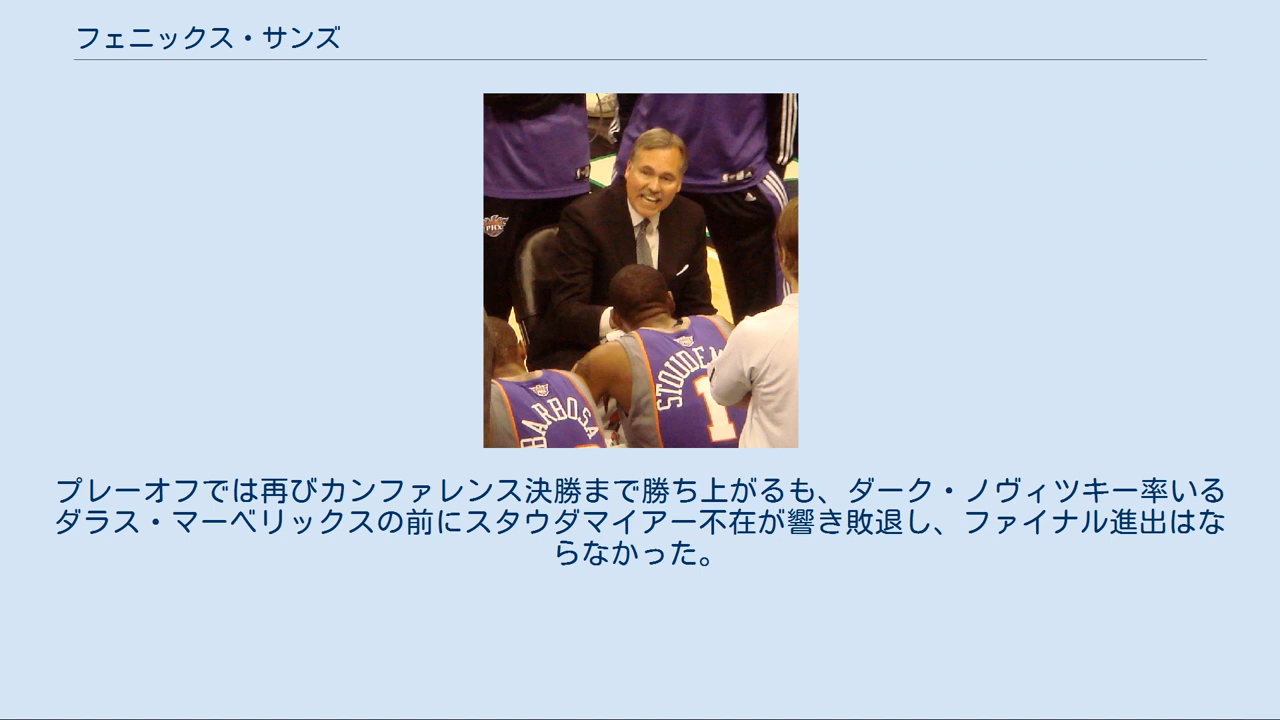 フェニックス・サンズ
PHX
BARBOSA
STOUDEM
1
プレーオフでは再びカンファレンス決勝まで勝ち上がるも、ダーク・ノヴィツキー率いる
ダラス・マーベリックスの前にスタウダマイアー不在が響き敗退し、ファイナル進出はな
らなかった。